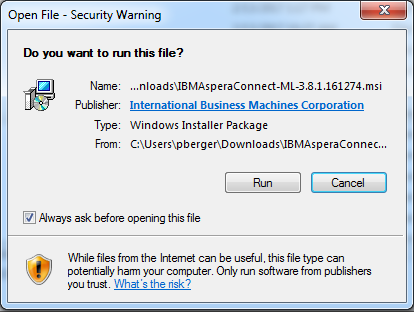 Open File - Security Warning
Do you want to run this file?
Name: ...nloads\IBMAsperaConnect-ML-3.8.1.161274.msi
Publisher: International Business Machines Corporation
Type: Windows Installer Package
From: C:\Users\pberger\Downloads\IBMAsperaConnec...
Run Cancel
Always ask before opening this file
While files from the Internet can be useful, this file type can
potentially harm your computer. Only run software from publishers
you trust. What's the risk?